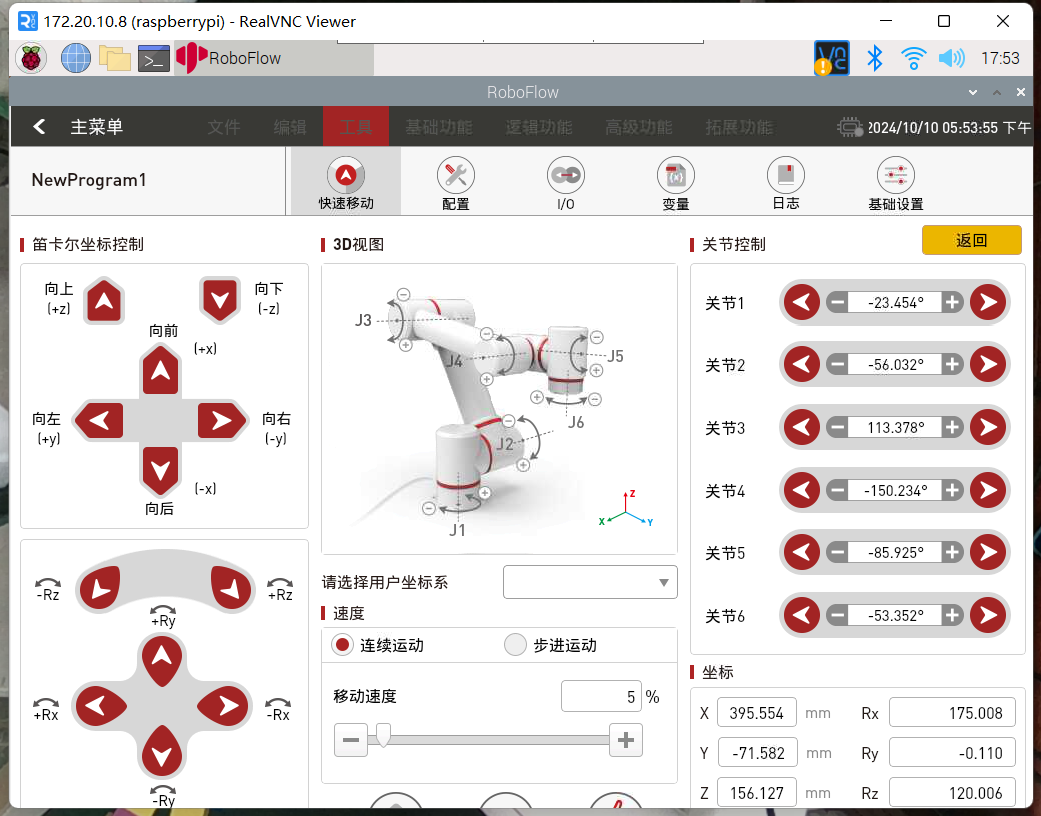 172.20.10.8 (raspberrypi) - RealVNC Viewer
RoboFlow
17:53
RoboFlow
主菜单
文件
编辑
工具
基础功能
逻辑功能
高级功能
拓展功能
2024/10/10 05:53:55 下午
NewProgram1
快速移动
配置
I/O
变量
日志
基础设置
笛卡尔坐标控制
向上
(+z)
向下
(-z)
向前
(+x)
向左
(+y)
向右
(-y)
(-x)
向后
-Rz
+Rz
+Ry
+Rx
-Rx
-Ry
3D视图
J3
J4
J5
J6
J2
J1
Z
X
Y
请选择用户坐标系
速度
连续运动
步进运动
移动速度
5 %
关节控制
返回
关节1
-23.454°
关节2
-56.032°
关节3
113.378°
关节4
-150.234°
关节5
-85.925°
关节6
-53.352°
坐标
X 395.554 mm Rx 175.008
Y -71.582 mm Ry -0.110
Z 156.127 mm Rz 120.006